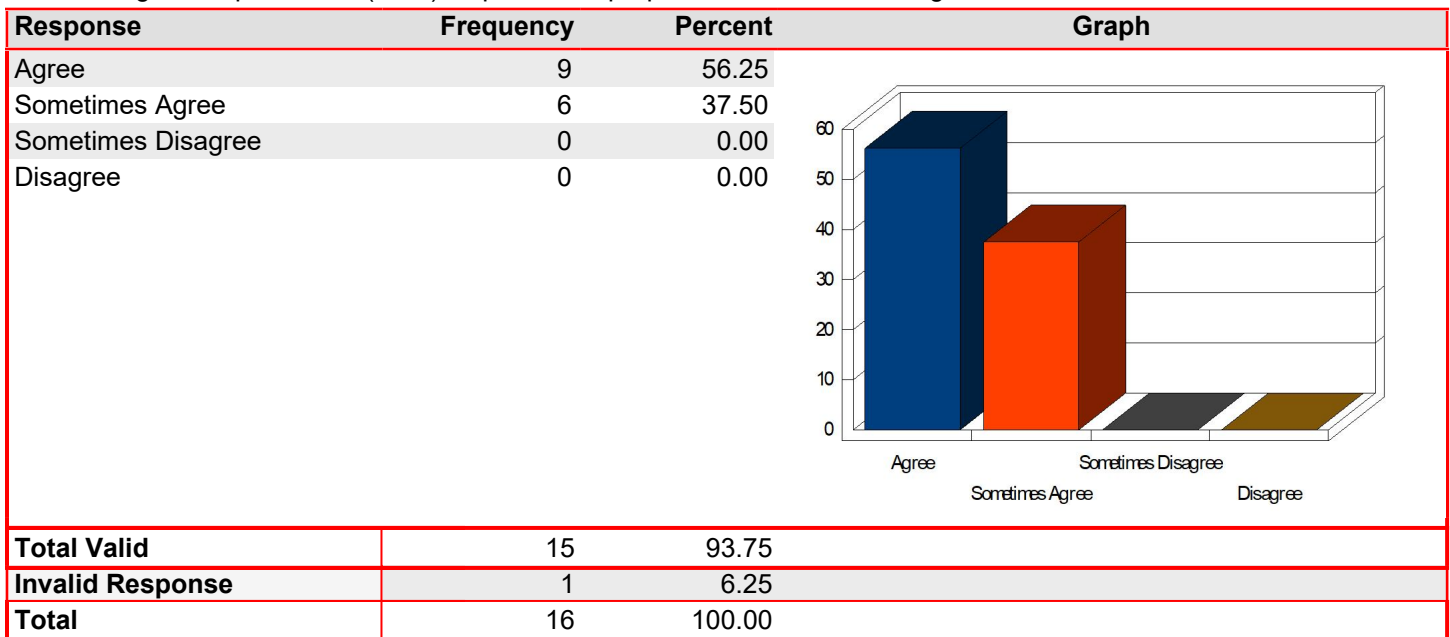 Response Frequency Percent Graph
Agree 9 56.25
Sometimes Agree 6 37.50
Sometimes Disagree 0 0.00
Disagree 0 0.00
60
50
40
30
20
10
0
Agree Sometimes Disagree
Sometimes Agree Disagree
Total Valid 15 93.75
Invalid Response 1 6.25
Total 16 100.00